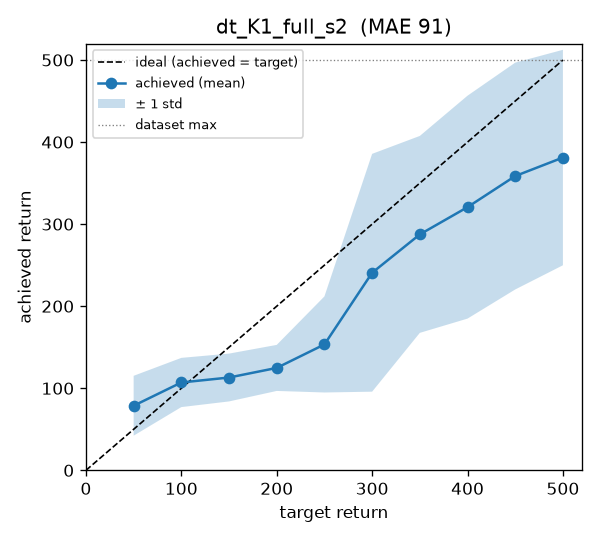 dt_K1_full_s2 (MAE 91)
ideal (achieved = target)
achieved (mean)
± 1 std
dataset max
achieved return
500
400
300
200
100
0
0 100 200 300 400 500
target return